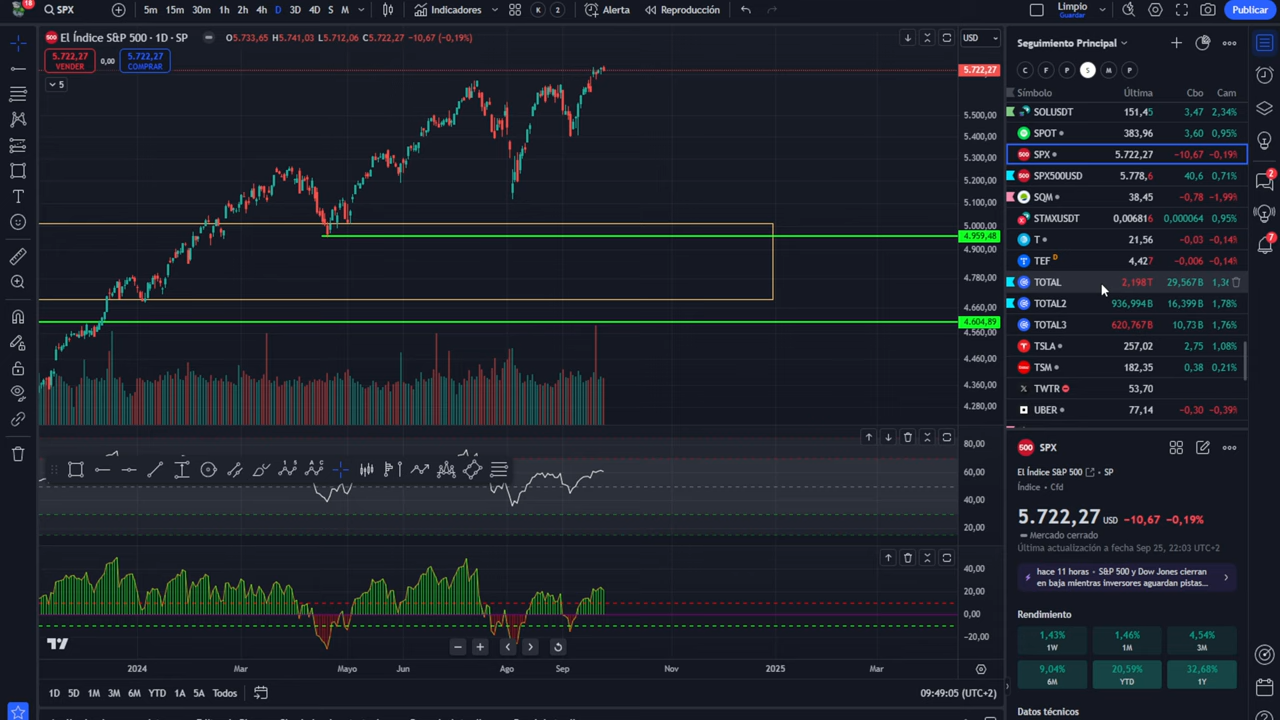 SPX
5m 15m 30m 1h 2h 4h D 3D 4D S M
Indicadores
K 2
Alerta
Reproducción
Limpio
Guardar
Publicar
El Índice S&P 500 · 1D · SP
O5.733,65 H5.741,03 L5.712,06 C5.722,27 −10,67 (−0,19%)
5.722,27
VENDER
0,00
5.722,27
COMPRAR
5
USD
5.722,27
5.500,00
5.400,00
5.300,00
5.200,00
5.100,00
5.000,00
4.959,48
4.900,00
4.780,00
4.660,00
4.604,89
4.560,00
4.460,00
4.360,00
4.280,00
80,00
60,00
40,00
20,00
40,00
20,00
0,00
−20,00
2024 Mar Mayo Jun Ago Sep Nov 2025 Mar
1D 5D 1M 3M 6M YTD 1A 5A Todos
09:49:05 (UTC+2)
Seguimiento Principal
C F P S M P
Símbolo Última Cbo Cam
SOLUSDT 151,45 3,47 2,34%
SPOT 383,96 3,60 0,95%
SPX 5.722,27 −10,67 −0,19%
SPX500USD 5.778,6 40,6 0,71%
SQM 38,45 −0,78 −1,99%
STMXUSDT 0,006816 0,000064 0,95%
T 21,56 −0,03 −0,14%
TEF D 4,427 −0,006 −0,14%
TOTAL 2,198T 29,567B
TOTAL2 936,994B 16,399B 1,78%
TOTAL3 620,767B 10,73B 1,76%
TSLA 257,02 2,75 1,08%
TSM 182,35 0,38 0,21%
TWTR 53,70
UBER 77,14 −0,30 −0,39%
SPX
El Índice S&P 500 · SP
Índice · Cfd
5.722,27 USD −10,67 −0,19%
Mercado cerrado
Última actualización a fecha Sep 25, 22:03 UTC+2
hace 11 horas · S&P 500 y Dow Jones cierran
en baja mientras inversores aguardan pistas...
Rendimiento
1,43% 1,46% 4,54%
1W 1M 3M
9,04% 20,59% 32,68%
6M YTD 1Y
Datos técnicos
2
7